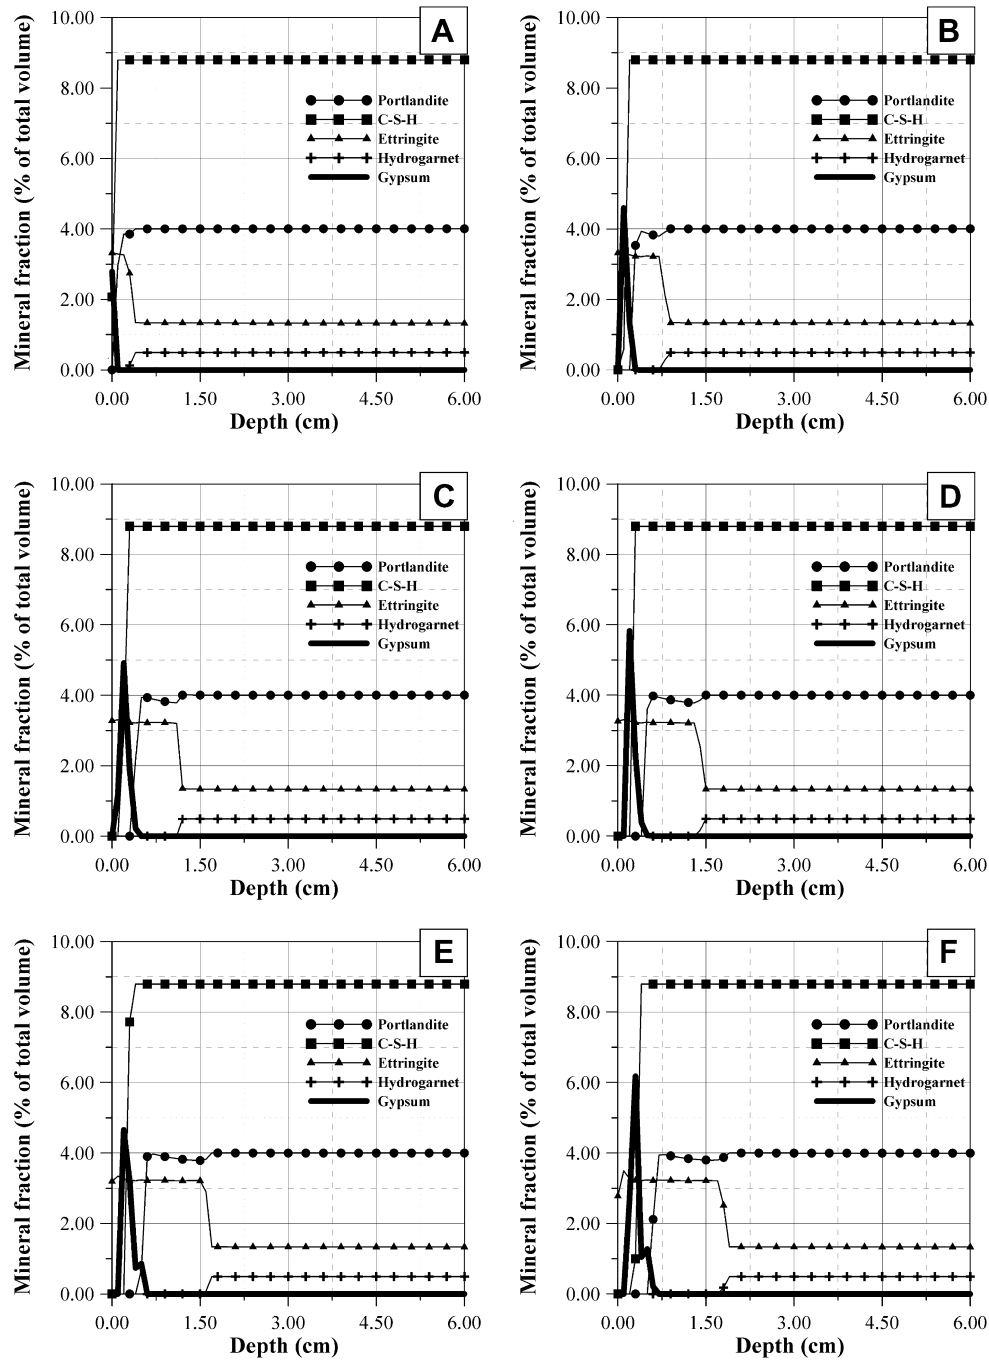 A
Mineral fraction (% of total volume)
10.00
8.00
6.00
4.00
2.00
0.00
Portlandite
C-S-H
Ettringite
Hydrogarnet
Gypsum
0.00 1.50 3.00 4.50 6.00
Depth (cm)
B
Mineral fraction (% of total volume)
10.00
8.00
6.00
4.00
2.00
0.00
Portlandite
C-S-H
Ettringite
Hydrogarnet
Gypsum
0.00 1.50 3.00 4.50 6.00
Depth (cm)
C
Mineral fraction (% of total volume)
10.00
8.00
6.00
4.00
2.00
0.00
Portlandite
C-S-H
Ettringite
Hydrogarnet
Gypsum
0.00 1.50 3.00 4.50 6.00
Depth (cm)
D
Mineral fraction (% of total volume)
10.00
8.00
6.00
4.00
2.00
0.00
Portlandite
C-S-H
Ettringite
Hydrogarnet
Gypsum
0.00 1.50 3.00 4.50 6.00
Depth (cm)
E
Mineral fraction (% of total volume)
10.00
8.00
6.00
4.00
2.00
0.00
Portlandite
C-S-H
Ettringite
Hydrogarnet
Gypsum
0.00 1.50 3.00 4.50 6.00
Depth (cm)
F
Mineral fraction (% of total volume)
10.00
8.00
6.00
4.00
2.00
0.00
Portlandite
C-S-H
Ettringite
Hydrogarnet
Gypsum
0.00 1.50 3.00 4.50 6.00
Depth (cm)